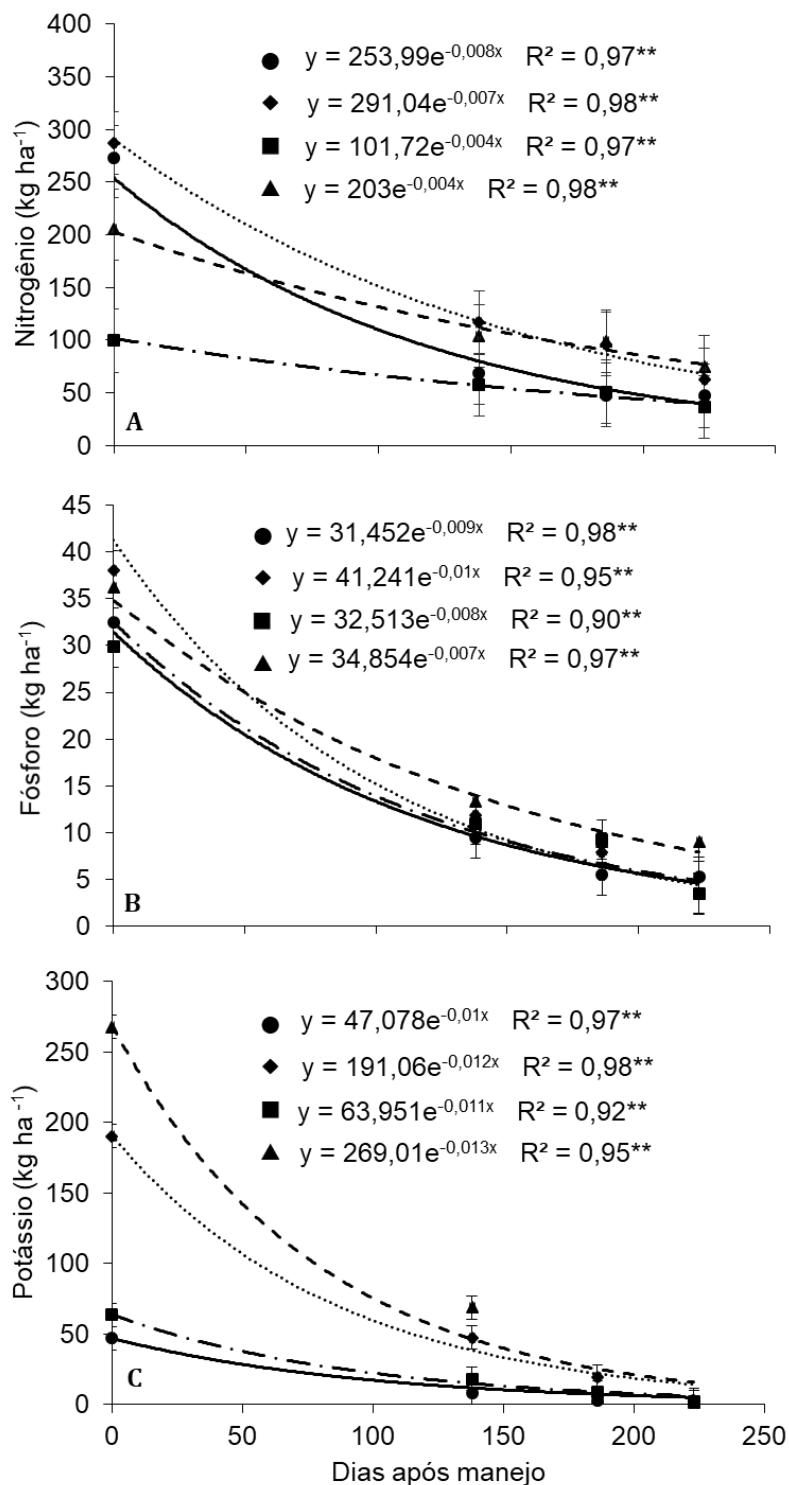 400
350
300
250
200
150
100
50
0
Nitrogênio (kg ha⁻¹)
y = 253,99e⁻⁰,⁰⁰⁸ˣ R² = 0,97**
y = 291,04e⁻⁰,⁰⁰⁷ˣ R² = 0,98**
y = 101,72e⁻⁰,⁰⁰⁴ˣ R² = 0,97**
y = 203e⁻⁰,⁰⁰⁴ˣ R² = 0,98**
A
45
40
35
30
25
20
15
10
5
0
Fósforo (kg ha⁻¹)
y = 31,452e⁻⁰,⁰⁰⁹ˣ R² = 0,98**
y = 41,241e⁻⁰,⁰¹ˣ R² = 0,95**
y = 32,513e⁻⁰,⁰⁰⁸ˣ R² = 0,90**
y = 34,854e⁻⁰,⁰⁰⁷ˣ R² = 0,97**
B
300
250
200
150
100
50
0
Potássio (kg ha ⁻¹)
y = 47,078e⁻⁰,⁰¹ˣ R² = 0,97**
y = 191,06e⁻⁰,⁰¹²ˣ R² = 0,98**
y = 63,951e⁻⁰,⁰¹¹ˣ R² = 0,92**
y = 269,01e⁻⁰,⁰¹³ˣ R² = 0,95**
C
0 50 100 150 200 250
Dias após manejo